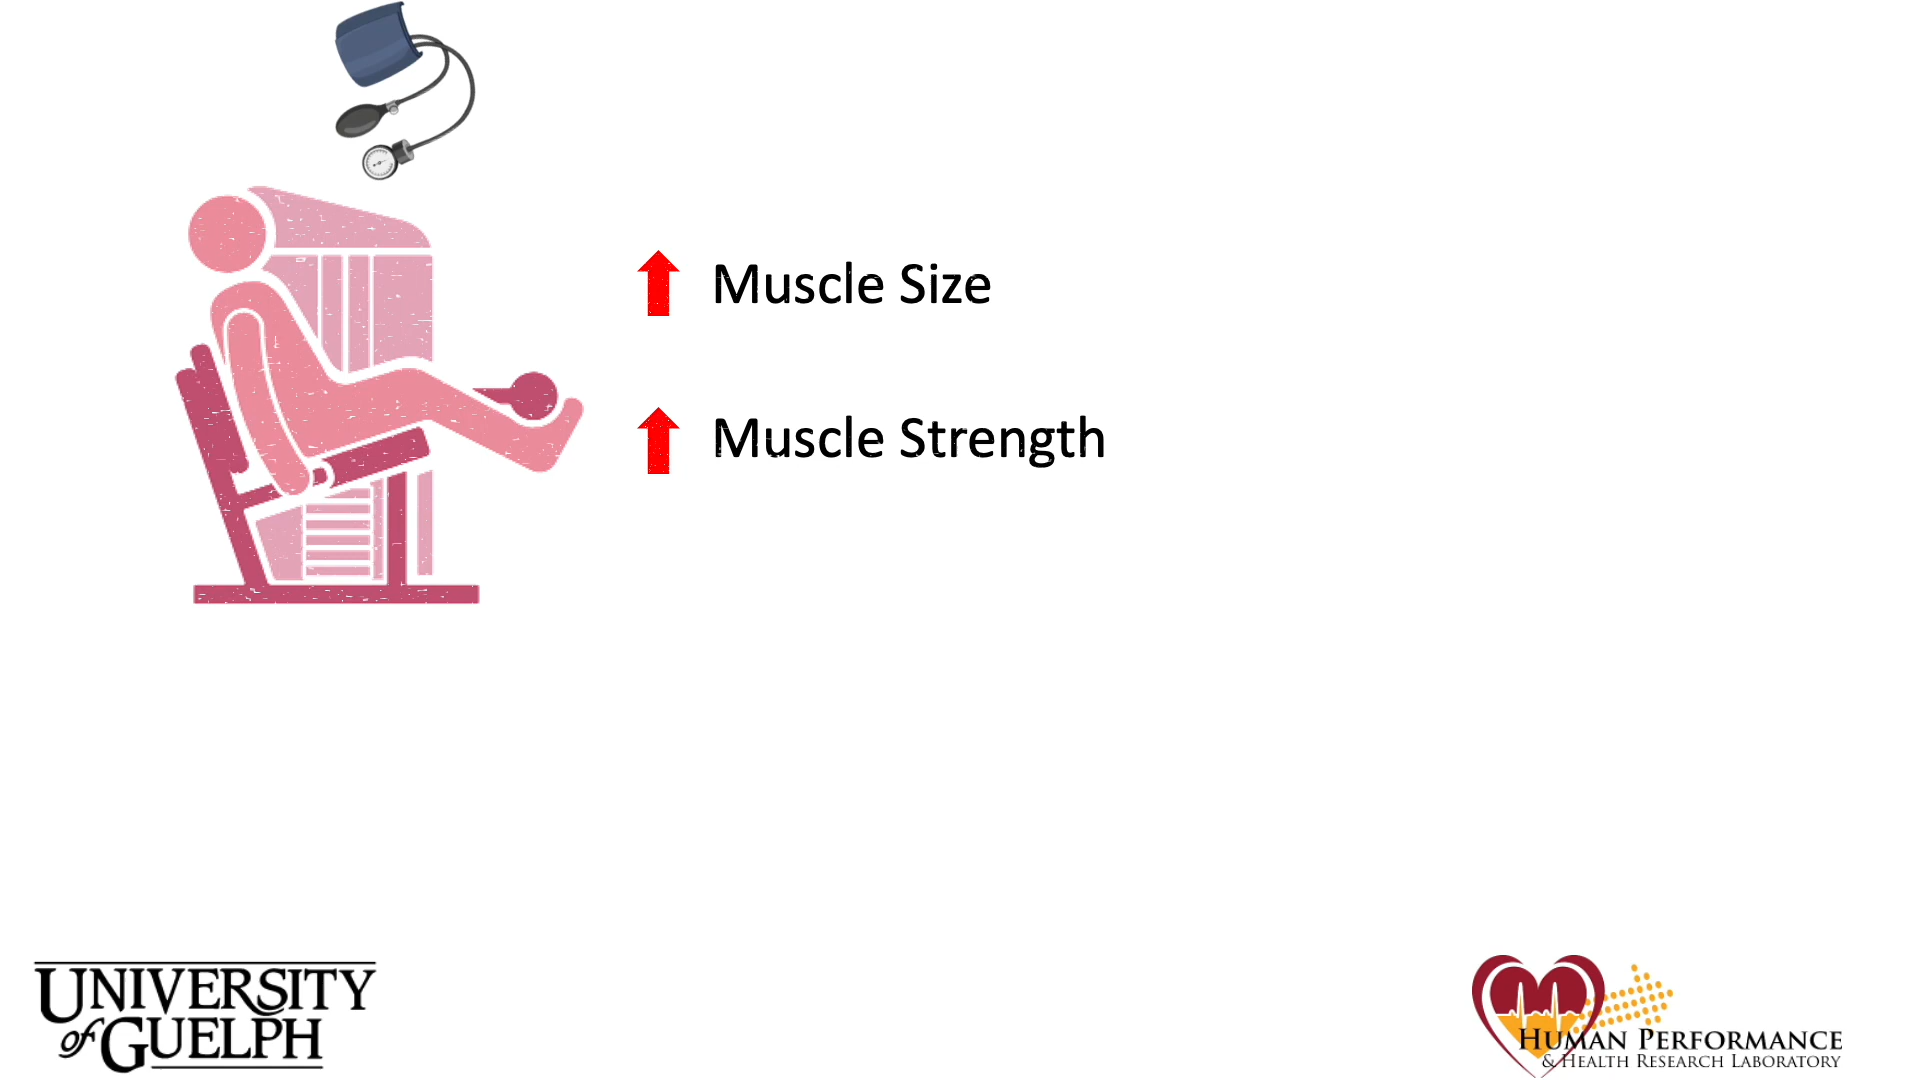 Muscle Size
Muscle Strength
UNIVERSITY
OF GUELPH
HUMAN PERFORMANCE
& HEALTH RESEARCH LABORATORY